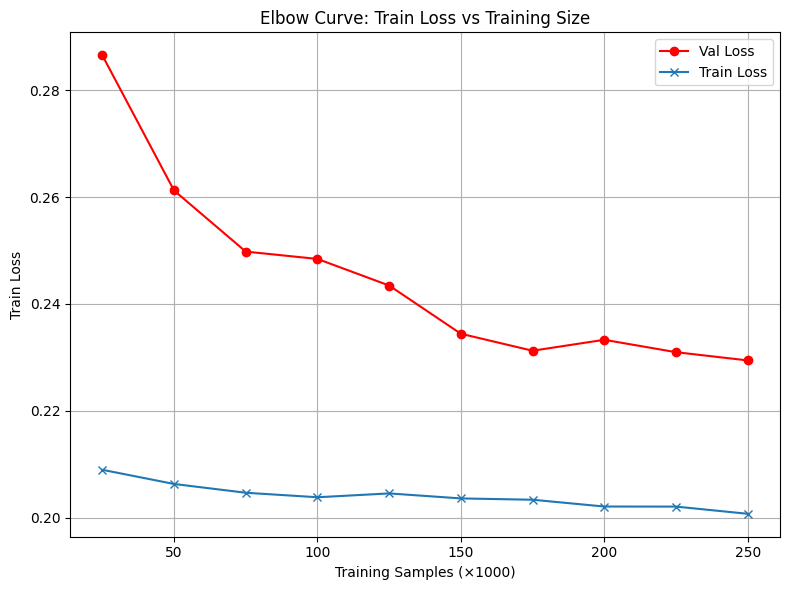 Elbow Curve: Train Loss vs Training Size
Val Loss
Train Loss
Train Loss
0.28
0.26
0.24
0.22
0.20
50
100
150
200
250
Training Samples (×1000)